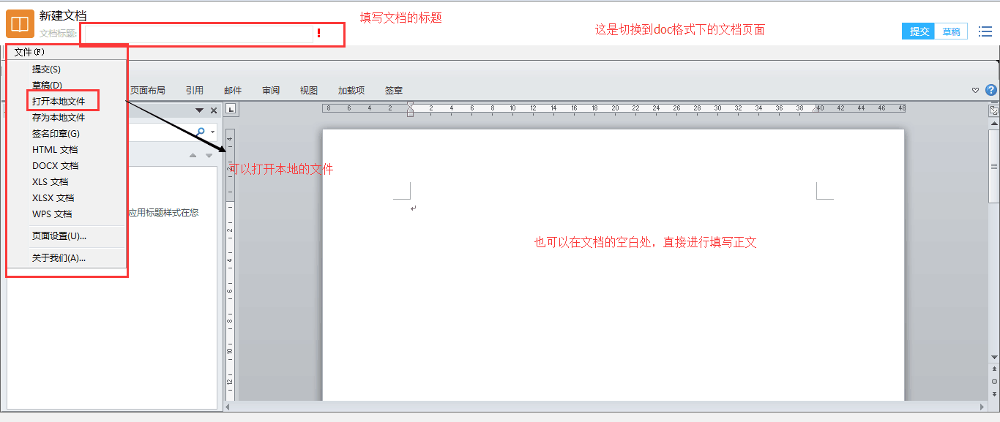 新建文档
填写文档的标题
文档标题:
!
这是切换到doc格式下的文档页面
提交
草稿
文件(F)
提交(S)
草稿(D)
打开本地文件
存为本地文件
签名印章(G)
HTML 文档
DOCX 文档
XLS 文档
XLSX 文档
WPS 文档
页面设置(U)...
关于我们(A)...
页面布局 引用 邮件 审阅 视图 加载项 签章
?
L
8 6 4 2 2 4 6 8 10 12 14 16 18 20 22 24 26 28 30 32 34 36 38 40 42 44 46 48
4
2
2
4
6
8
10
12
可以打开本地的文件
应用标题样式在您
也可以在文档的空白处，直接进行填写正文